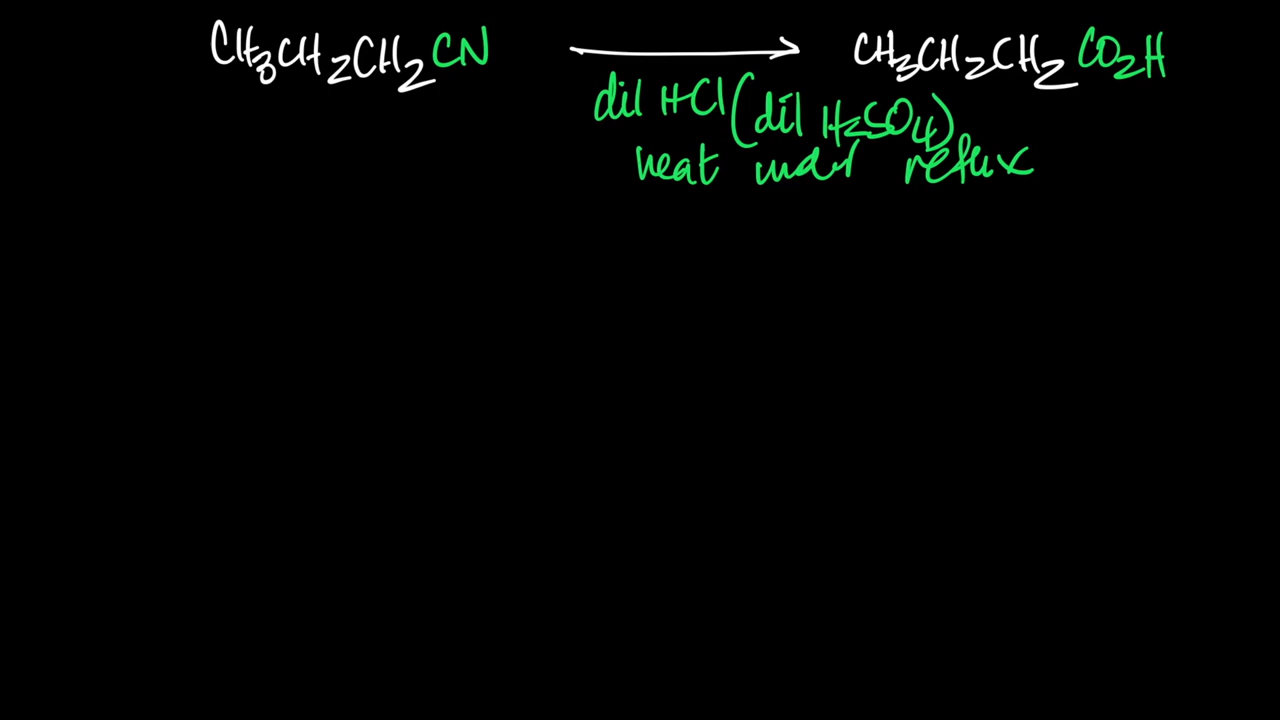 CH₃CH₂CH₂CN → CH₃CH₂CH₂CO₂H
dil HCl (dil H₂SO₄)
heat under reflux